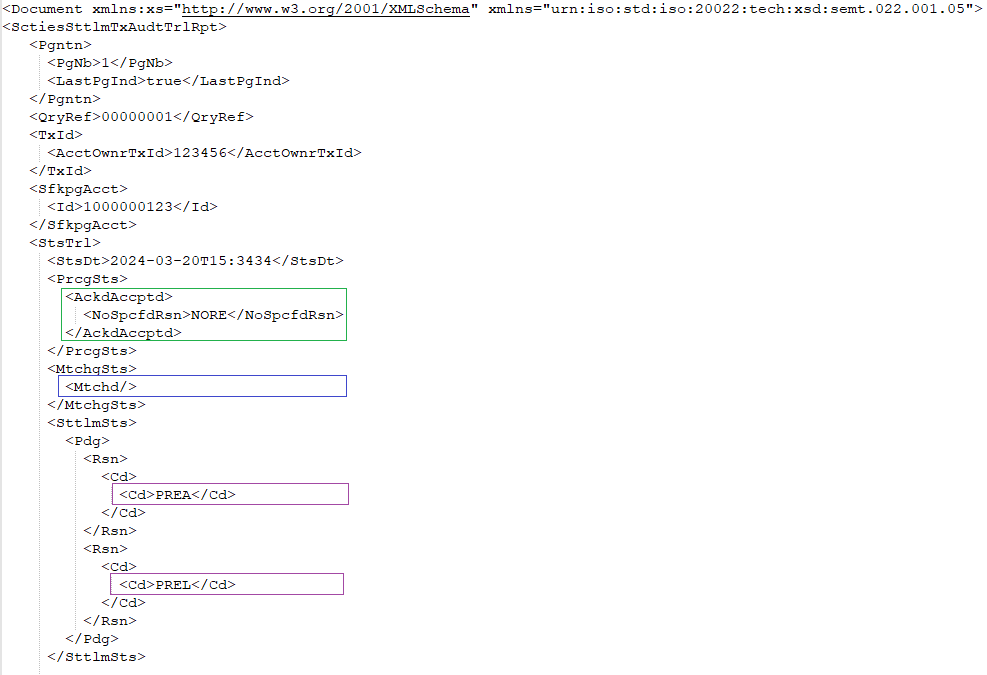 <Document xmlns:xs="http://www.w3.org/2001/XMLSchema" xmlns="urn:iso:std:iso:20022:tech:xsd:semt.022.001.05">
<SctiesSttlmTxAudtTrlRpt>
<Pgntn>
<PgNb>1</PgNb>
<LastPgInd>true</LastPgInd>
</Pgntn>
<QryRef>00000001</QryRef>
<TxId>
<AcctOwnrTxId>123456</AcctOwnrTxId>
</TxId>
<SfkpgAcct>
<Id>1000000123</Id>
</SfkpgAcct>
<StsTrl>
<StsDt>2024-03-20T15:3434</StsDt>
<PrcgSts>
<AckdAccptd>
<NoSpcfdRsn>NORE</NoSpcfdRsn>
</AckdAccptd>
</PrcgSts>
<MtchgSts>
<Mtchd/>
</MtchgSts>
<SttlmSts>
<Pdg>
<Rsn>
<Cd>
<Cd>PREA</Cd>
</Cd>
</Rsn>
<Rsn>
<Cd>
<Cd>PREL</Cd>
</Cd>
</Rsn>
</Pdg>
</SttlmSts>